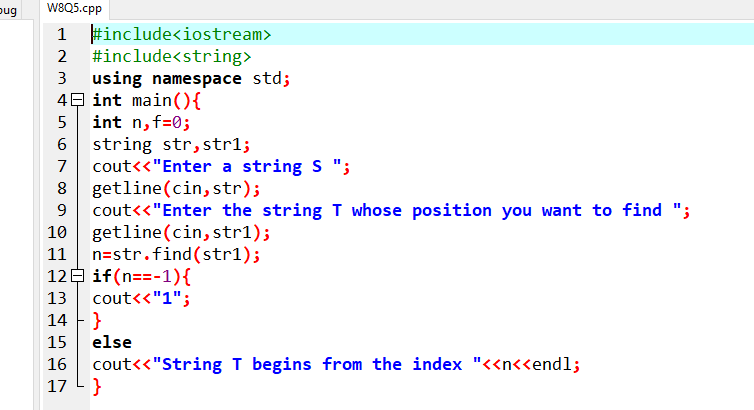 bug W8Q5.cpp
1 #include<iostream>
2 #include<string>
3 using namespace std;
4 int main(){
5 int n,f=0;
6 string str,str1;
7 cout<<"Enter a string S ";
8 getline(cin,str);
9 cout<<"Enter the string T whose position you want to find ";
10 getline(cin,str1);
11 n=str.find(str1);
12 if(n==-1){
13 cout<<"1";
14 }
15 else
16 cout<<"String T begins from the index "<<n<<endl;
17 }